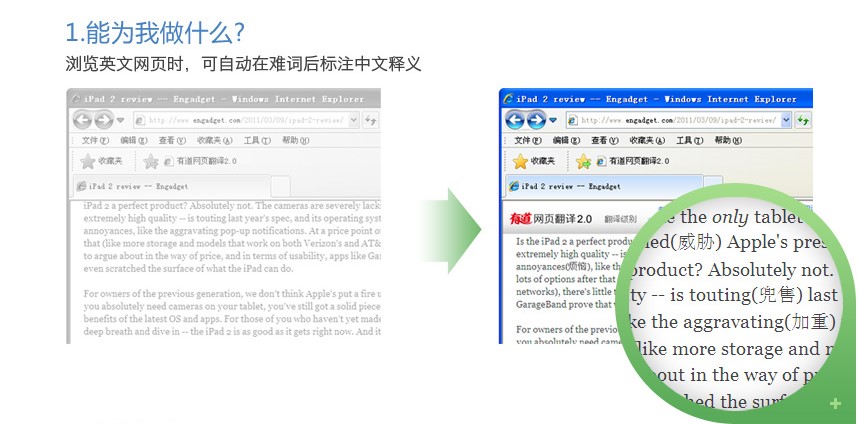 1.能为我做什么?
浏览英文网页时，可自动在难词后标注中文释义
iPad 2 review -- Engadget - Windows Internet Explorer
http://www.engadget.com/2011/03/09/ipad-2-review/
文件(F) 编辑(E) 查看(V) 收藏夹(A) 工具(T) 帮助(H)
收藏夹 有道网页翻译2.0
iPad 2 review -- Engadget
iPad 2 a perfect product? Absolutely not. The cameras are severely lack
extremely high quality -- is touting last year's spec, and its operating syst
annoyances, like the aggravating pop-up notifications. At a price point o
that (like more storage and models that work on both Verizon's and AT&
to argue about in the way of price, and in terms of usability, apps like Gar
even scratched the surface of what the iPad can do.
For owners of the previous generation, we don't think Apple's put a fire u
you absolutely need cameras on your tablet, you've still got a solid piece
benefits of the latest OS and apps. For those of you who haven't yet made
deep breath and dive in -- the iPad 2 is as good as it gets right now. And it
iPad 2 review -- Engadget - Windows Internet Explorer
http://www.engadget.com/2011/03/09/ipad-2-review/
文件(F) 编辑(E) 查看(V) 收藏夹(A) 工具(T) 帮助(H)
收藏夹 有道网页翻译2.0
iPad 2 review -- Engadget
有道 网页翻译2.0 翻译级别
Is the iPad 2 a perfect produ
extremely high quality -- is
annoyances(烦恼), like th
lots of options after that (
networks), there's little
GarageBand prove that
For owners of the previo
you absolutely need came
e the only tablet
ned(威胁) Apple's pres
product? Absolutely not.
ty -- is touting(兜售) last
ke the aggravating(加重)
like more storage and m
bout in the way of pr
hed the surf